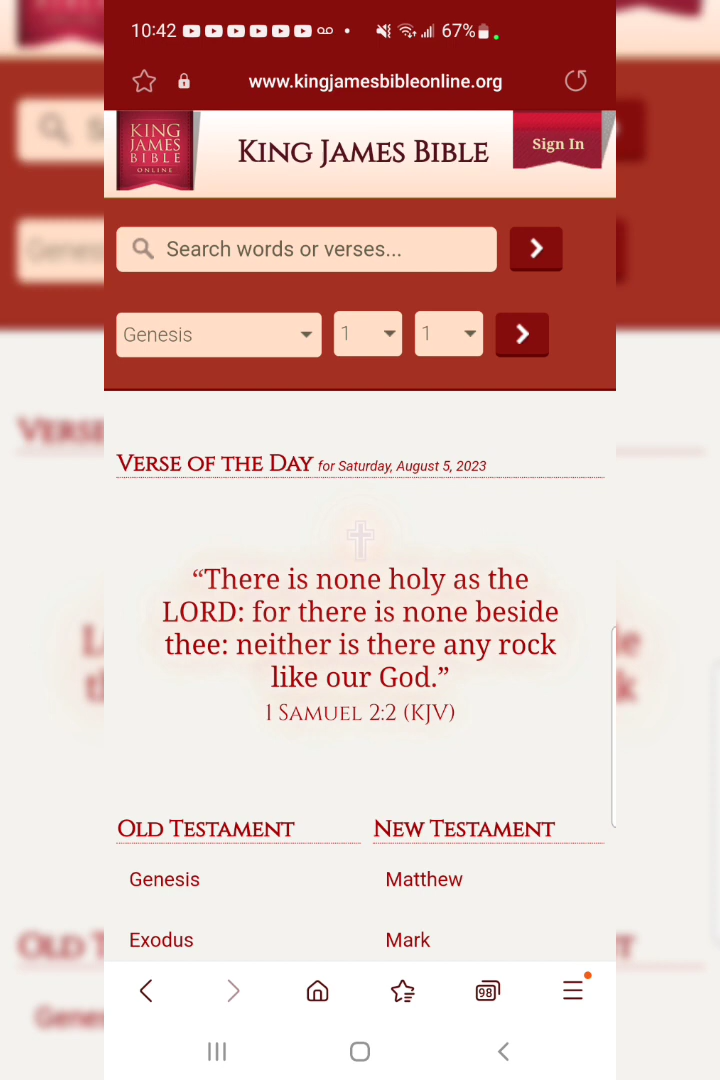 10:42 67%
www.kingjamesbibleonline.org
KING
JAMES
BIBLE
ONLINE
KING JAMES BIBLE
Sign In
Search words or verses...
Genesis 1 1
VERSE OF THE DAY for Saturday, August 5, 2023
“There is none holy as the
LORD: for there is none beside
thee: neither is there any rock
like our God.”
1 SAMUEL 2:2 (KJV)
OLD TESTAMENT NEW TESTAMENT
Genesis Matthew
Exodus Mark
98